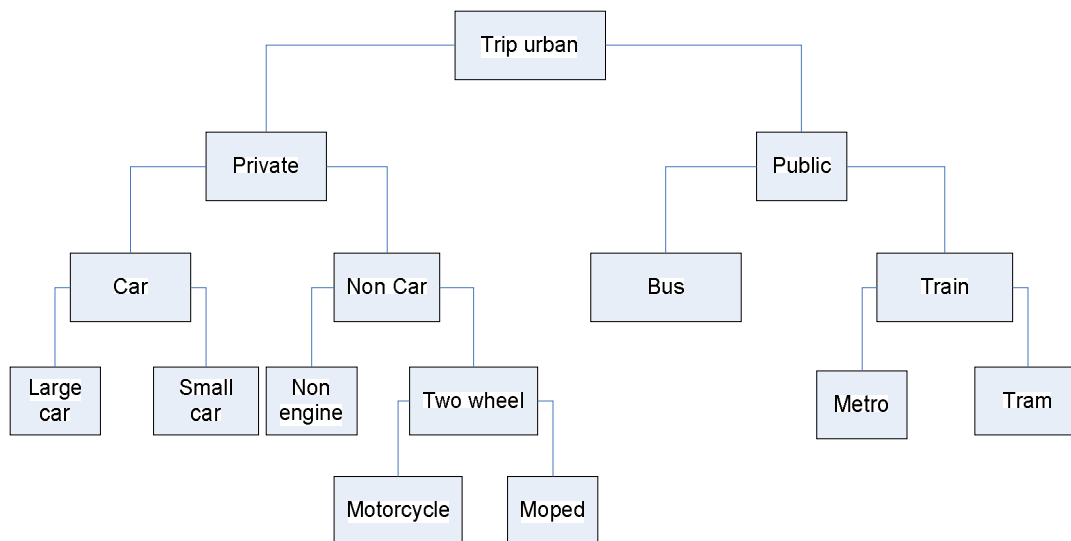 Trip urban
Private
Public
Car
Non Car
Bus
Train
Large
car
Small
car
Non
engine
Two wheel
Metro
Tram
Motorcycle
Moped